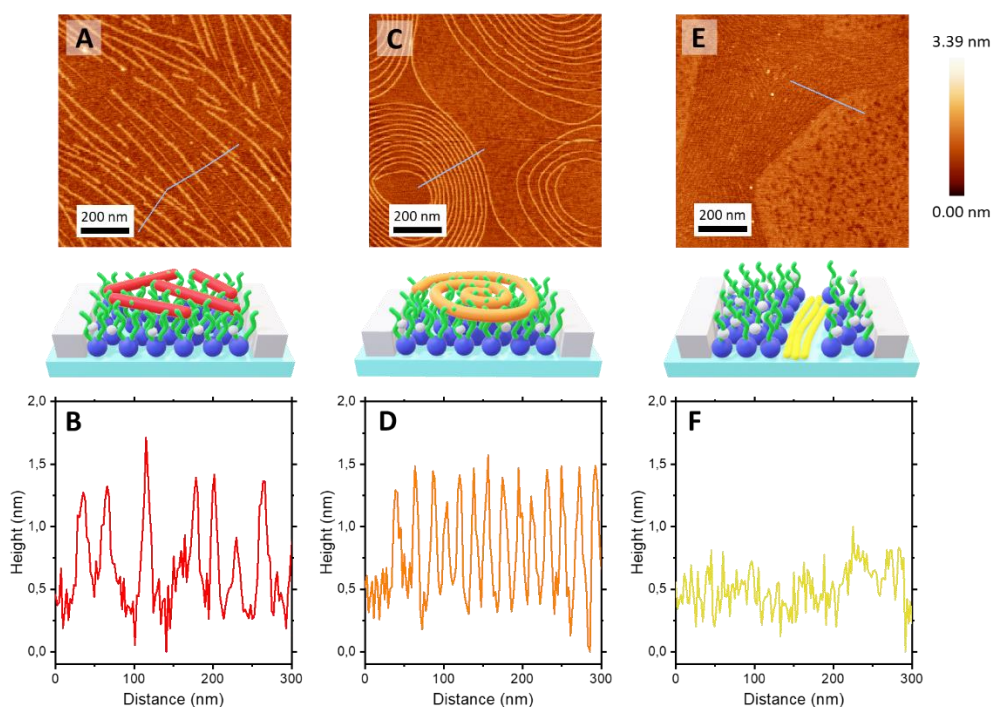 A
C
E
3.39 nm
200 nm
200 nm
200 nm
0.00 nm
B
D
F
2,0
1,5
1,0
0,5
0,0
Height (nm)
0
100
200
300
Distance (nm)
2,0
1,5
1,0
0,5
0,0
Height (nm)
0
100
200
300
Distance (nm)
2,0
1,5
1,0
0,5
0,0
Height (nm)
0
100
200
300
Distance (nm)